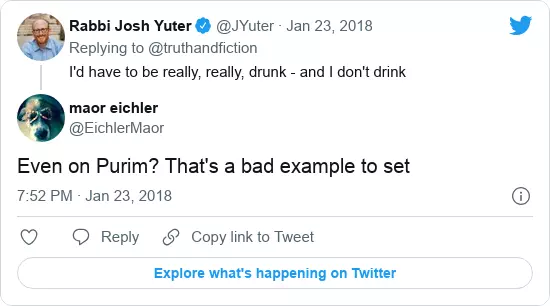 Rabbi Josh Yuter @JYuter · Jan 23, 2018
Replying to @truthandfiction
I'd have to be really, really, drunk - and I don't drink
maor eichler
@EichlerMaor
Even on Purim? That's a bad example to set
7:52 PM · Jan 23, 2018
Reply Copy link to Tweet
Explore what's happening on Twitter